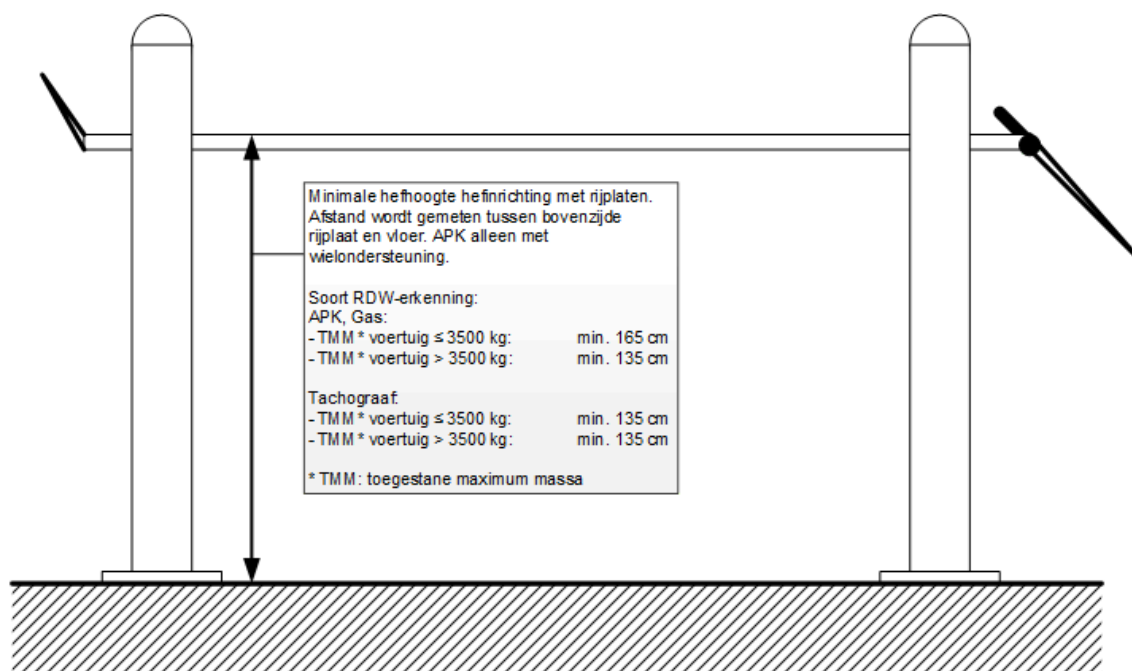 Minimale hefhoogte hefinrichting met rijplaten.
Afstand wordt gemeten tussen bovenzijde
rijplaat en vloer. APK alleen met
wielondersteuning.
Soort RDW-erkenning:
APK, Gas:
- TMM * voertuig ≤ 3500 kg: min. 165 cm
- TMM * voertuig > 3500 kg: min. 135 cm
Tachograaf:
- TMM * voertuig ≤ 3500 kg: min. 135 cm
- TMM * voertuig > 3500 kg: min. 135 cm
* TMM: toegestane maximum massa